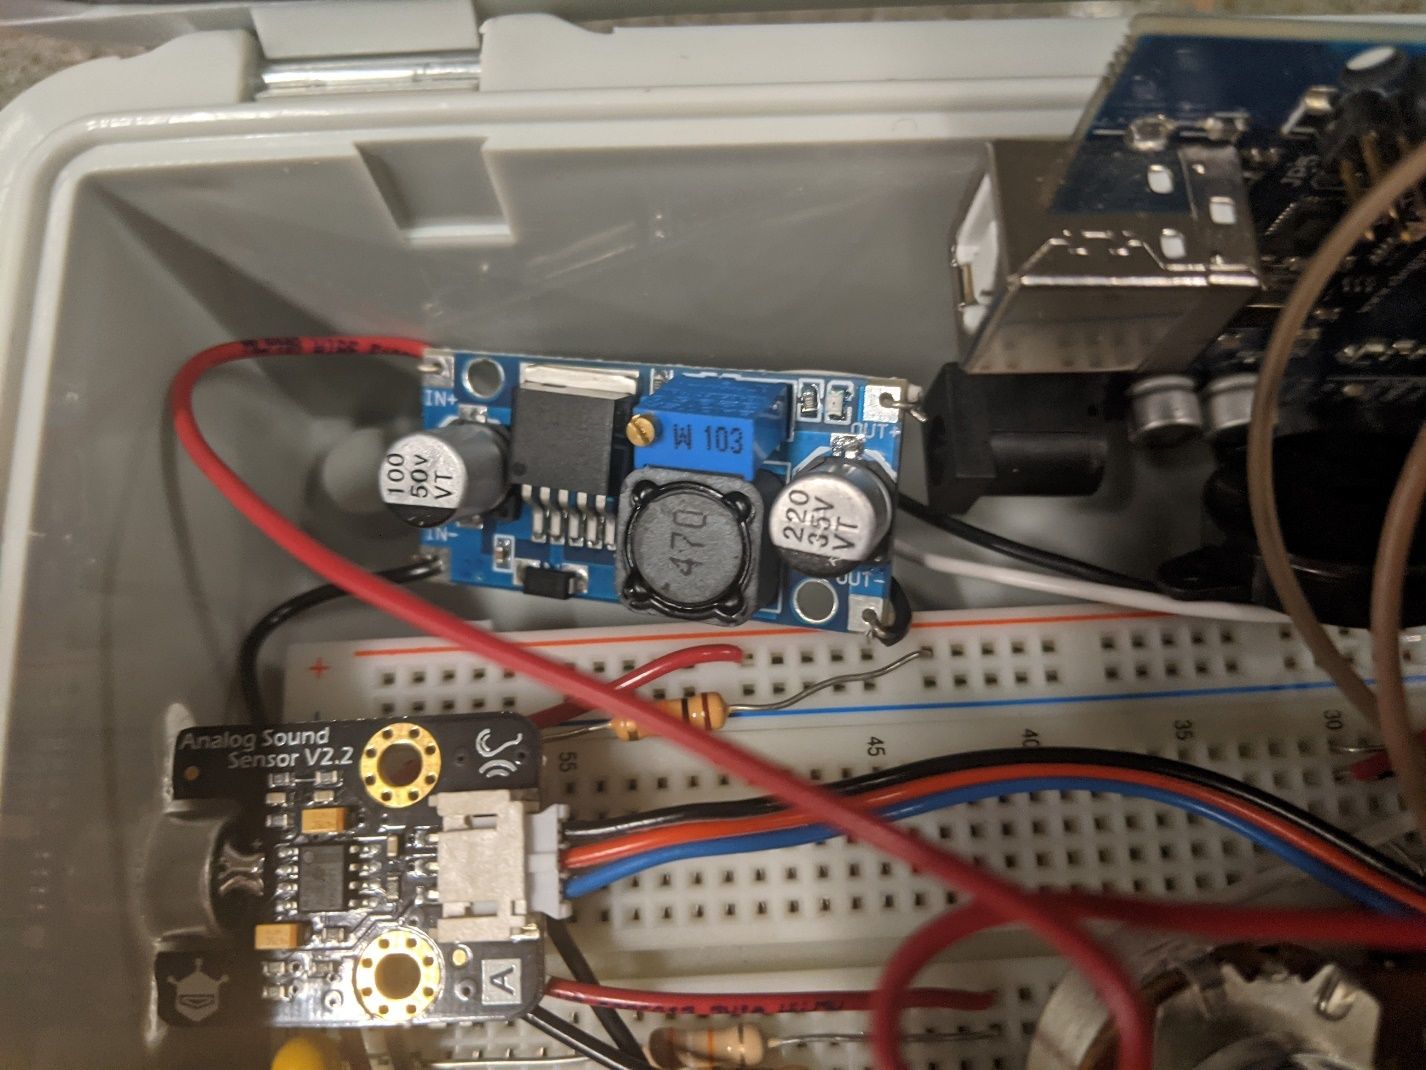 IN+
W 103
OUT+
100
50V
VT
470
220
35V
VT
IN-
OUT-
+
Analog Sound
Sensor V2.2
55
45
40
35
30
A